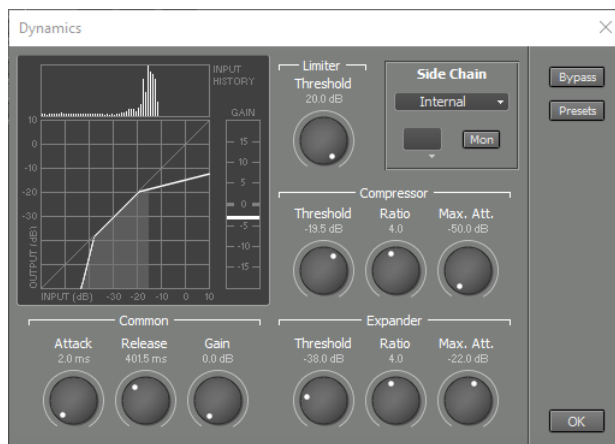 Dynamics
INPUT
HISTORY
GAIN
10
0
-10
-20
-30
OUTPUT (dB)
INPUT (dB)
-30
-20
-10
0
10
15
10
5
0
-5
-10
-15
Limiter
Threshold
20.0 dB
Side Chain
Internal
Mon
Bypass
Presets
Compressor
Threshold
Ratio
Max. Att.
-19.5 dB
4.0
-50.0 dB
Common
Attack
Release
Gain
2.0 ms
401.5 ms
0.0 dB
Expander
Threshold
Ratio
Max. Att.
-38.0 dB
4.0
-22.0 dB
OK